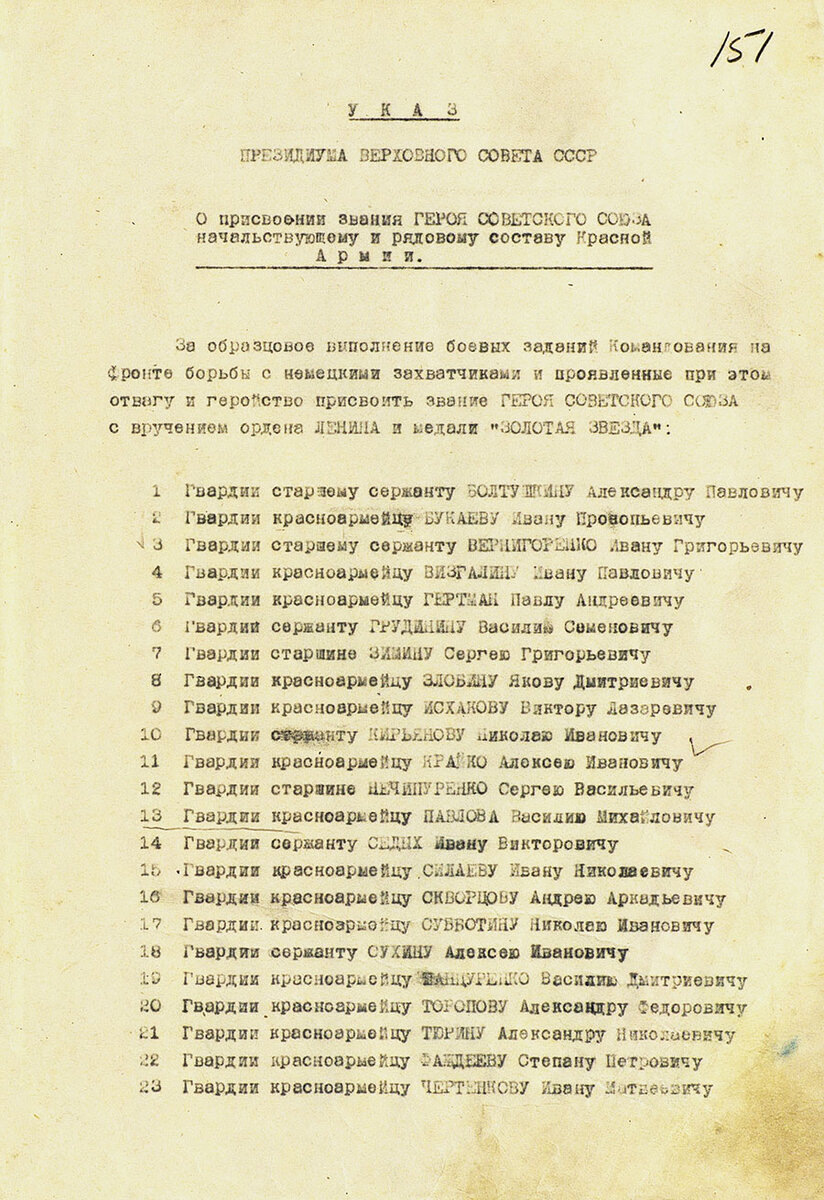 151
У К А З
ПРЕЗИДИУМА ВЕРХОВНОГО СОВЕТА СССР
О присвоении звания ГЕРОЯ СОВЕТСКОГО СОЮЗА
начальствующему и рядовому составу Красной
А р м и и.
За образцовое выполнение боевых заданий Командования на
фронте борьбы с немецкими захватчиками и проявленные при этом
отвагу и геройство присвоить звание ГЕРОЯ СОВЕТСКОГО СОЮЗА
с вручением ордена ЛЕНИНА и медали "ЗОЛОТАЯ ЗВЕЗДА":
1 Гвардии старшему сержанту БОЛТУШКИНУ Александру Павловичу
2 Гвардии красноармейцу БУКАЕВУ Ивану Прокопьевичу
3 Гвардии старшему сержанту ВЕРНИГОРЕНКО Ивану Григорьевичу
4 Гвардии красноармейцу ВИЗГАЛИНУ Ивану Павловичу
5 Гвардии красноармейцу ГЕРТМАН Павлу Андреевичу
6 Гвардий сержанту ГРУДИНИНУ Василию Семеновичу
7 Гвардии старшине ЗИМИНУ Сергею Григорьевичу
8 Гвардии красноармейцу ЗЛОБИНУ Якову Дмитриевичу
9 Гвардии красноармейцу ИСХАКОВУ Виктору Лазаревичу
10 Гвардии сержанту КИРЬЯНОВУ Николаю Ивановичу
11 Гвардии красноармейцу КРАЙКО Алексею Ивановичу
12 Гвардии старшине НЕЧИПУРЕНКО Сергею Васильевичу
13 Гвардии красноармейцу ПАВЛОВА Василию Михайловичу
14 Гвардии сержанту СЕДЫХ Ивану Викторовичу
15 Гвардии красноармейцу СИЛАЕВУ Ивану Николаевичу
16 Гвардии красноармейцу СКВОРЦОВУ Андрею Аркадьевичу
17 Гвардии красноармейцу СУББОТИНУ Николаю Ивановичу
18 Гвардии сержанту СУХИНУ Алексею Ивановичу
19 Гвардии красноармейцу Василию Дмитриевичу
20 Гвардии красноармейцу ТОРОПОВУ Александру Федоровичу
21 Гвардии красноармейцу ТЮРИНУ Александру Николаевичу
22 Гвардии красноармейцу ФАДЕЕВУ Степану Петровичу
23 Гвардии красноармейцу ЧЕРТЕНКОВУ Ивану Матвеевичу